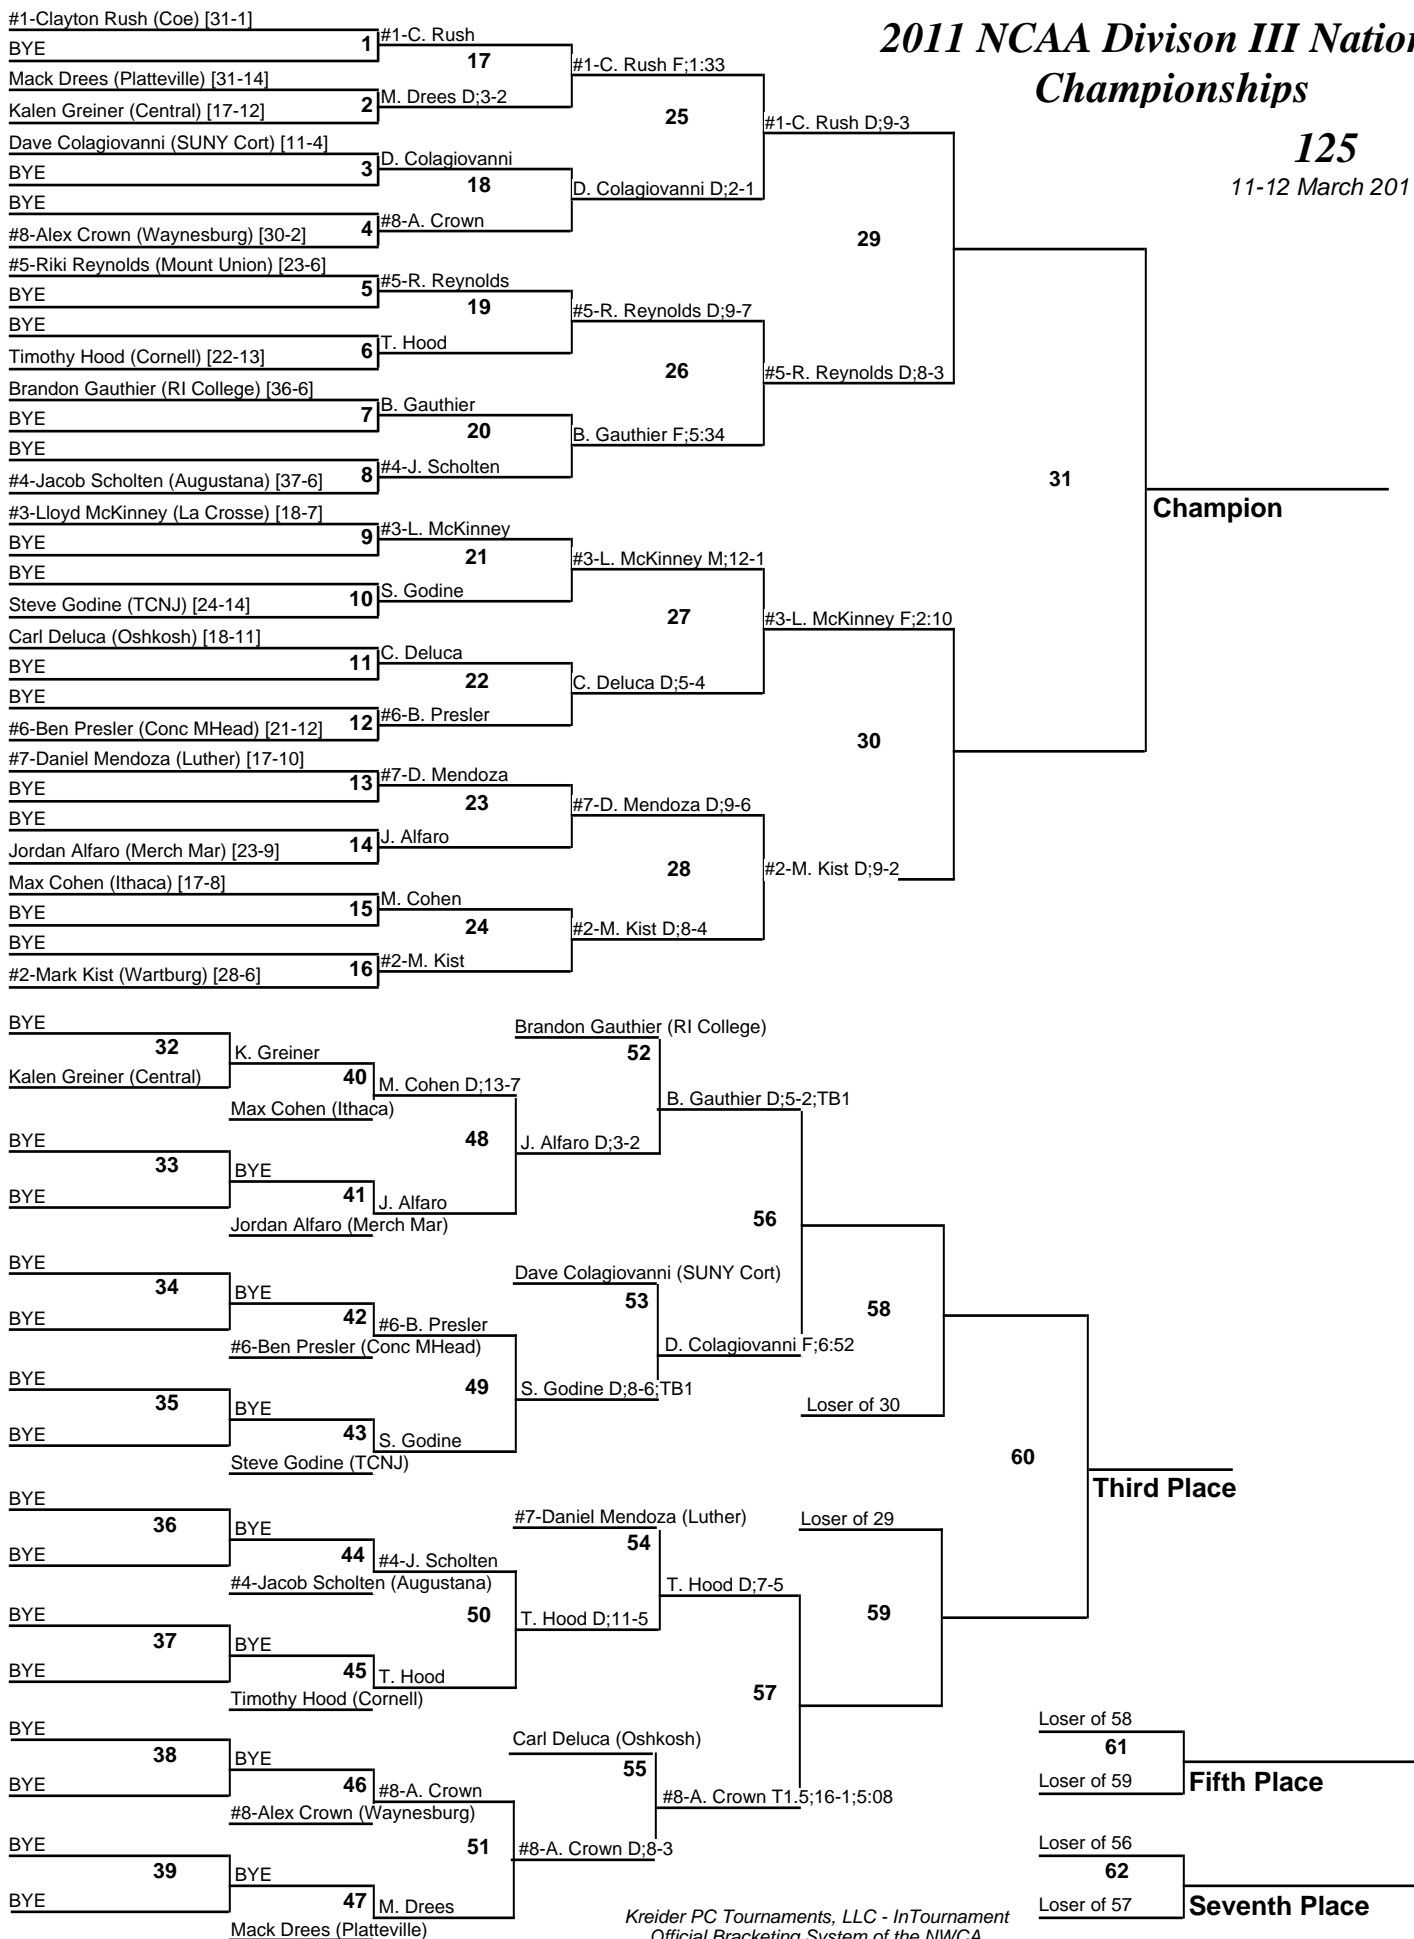 2011 NCAA Divison III Nation
Championships
125
11-12 March 201
#1-Clayton Rush (Coe) [31-1]
BYE
1
Mack Drees (Platteville) [31-14]
Kalen Greiner (Central) [17-12]
2
Dave Colagiovanni (SUNY Cort) [11-4]
BYE
3
BYE
#8-Alex Crown (Waynesburg) [30-2]
4
#5-Riki Reynolds (Mount Union) [23-6]
BYE
5
BYE
Timothy Hood (Cornell) [22-13]
6
Brandon Gauthier (RI College) [36-6]
BYE
7
BYE
#4-Jacob Scholten (Augustana) [37-6]
8
#3-Lloyd McKinney (La Crosse) [18-7]
BYE
9
BYE
Steve Godine (TCNJ) [24-14]
10
Carl Deluca (Oshkosh) [18-11]
BYE
11
BYE
#6-Ben Presler (Conc MHead) [21-12]
12
#7-Daniel Mendoza (Luther) [17-10]
BYE
13
BYE
Jordan Alfaro (Merch Mar) [23-9]
14
Max Cohen (Ithaca) [17-8]
BYE
15
BYE
#2-Mark Kist (Wartburg) [28-6]
16
#1-C. Rush
17
M. Drees D;3-2
D. Colagiovanni
18
#8-A. Crown
#5-R. Reynolds
19
T. Hood
B. Gauthier
20
#4-J. Scholten
#3-L. McKinney
21
S. Godine
C. Deluca
22
#6-B. Presler
#7-D. Mendoza
23
J. Alfaro
M. Cohen
24
#2-M. Kist
#1-C. Rush F;1:33
25
D. Colagiovanni D;2-1
#5-R. Reynolds D;9-7
26
B. Gauthier F;5:34
#3-L. McKinney M;12-1
27
C. Deluca D;5-4
#7-D. Mendoza D;9-6
28
#2-M. Kist D;8-4
#1-C. Rush D;9-3
29
#5-R. Reynolds D;8-3
#3-L. McKinney F;2:10
30
#2-M. Kist D;9-2
31
Champion
BYE
32
Kalen Greiner (Central)
BYE
33
BYE
BYE
34
BYE
BYE
35
BYE
BYE
36
BYE
BYE
37
BYE
BYE
38
BYE
BYE
39
BYE
K. Greiner
40
Max Cohen (Ithaca)
BYE
41
Jordan Alfaro (Merch Mar)
BYE
42
#6-Ben Presler (Conc MHead)
BYE
43
Steve Godine (TCNJ)
BYE
44
#4-Jacob Scholten (Augustana)
BYE
45
Timothy Hood (Cornell)
BYE
46
#8-Alex Crown (Waynesburg)
BYE
47
Mack Drees (Platteville)
M. Cohen D;13-7
48
J. Alfaro
#6-B. Presler
49
S. Godine
#4-J. Scholten
50
T. Hood
#8-A. Crown
51
M. Drees
Brandon Gauthier (RI College)
52
J. Alfaro D;3-2
Dave Colagiovanni (SUNY Cort)
53
S. Godine D;8-6;TB1
#7-Daniel Mendoza (Luther)
54
T. Hood D;11-5
Carl Deluca (Oshkosh)
55
#8-A. Crown D;8-3
B. Gauthier D;5-2;TB1
56
D. Colagiovanni F;6:52
T. Hood D;7-5
57
#8-A. Crown T1.5;16-1;5:08
58
Loser of 30
Loser of 29
59
60
Third Place
Loser of 58
61
Loser of 59
Fifth Place
Loser of 56
62
Loser of 57
Seventh Place
Kreider PC Tournaments, LLC - InTournament
Official Bracketing System of the NWCA